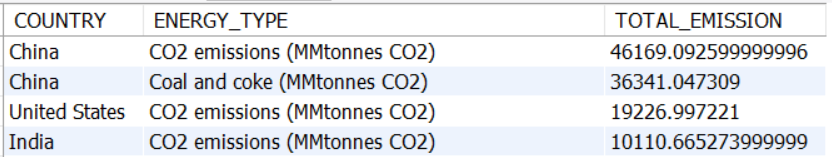 COUNTRY ENERGY_TYPE TOTAL_EMISSION
China CO2 emissions (MMtonnes CO2) 46169.092599999996
China Coal and coke (MMtonnes CO2) 36341.047309
United States CO2 emissions (MMtonnes CO2) 19226.997221
India CO2 emissions (MMtonnes CO2) 10110.665273999999